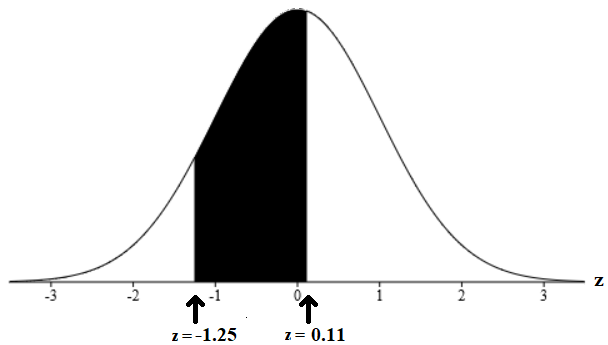 z
-3 -2 -1 0 1 2 3
z = -1.25 z = 0.11